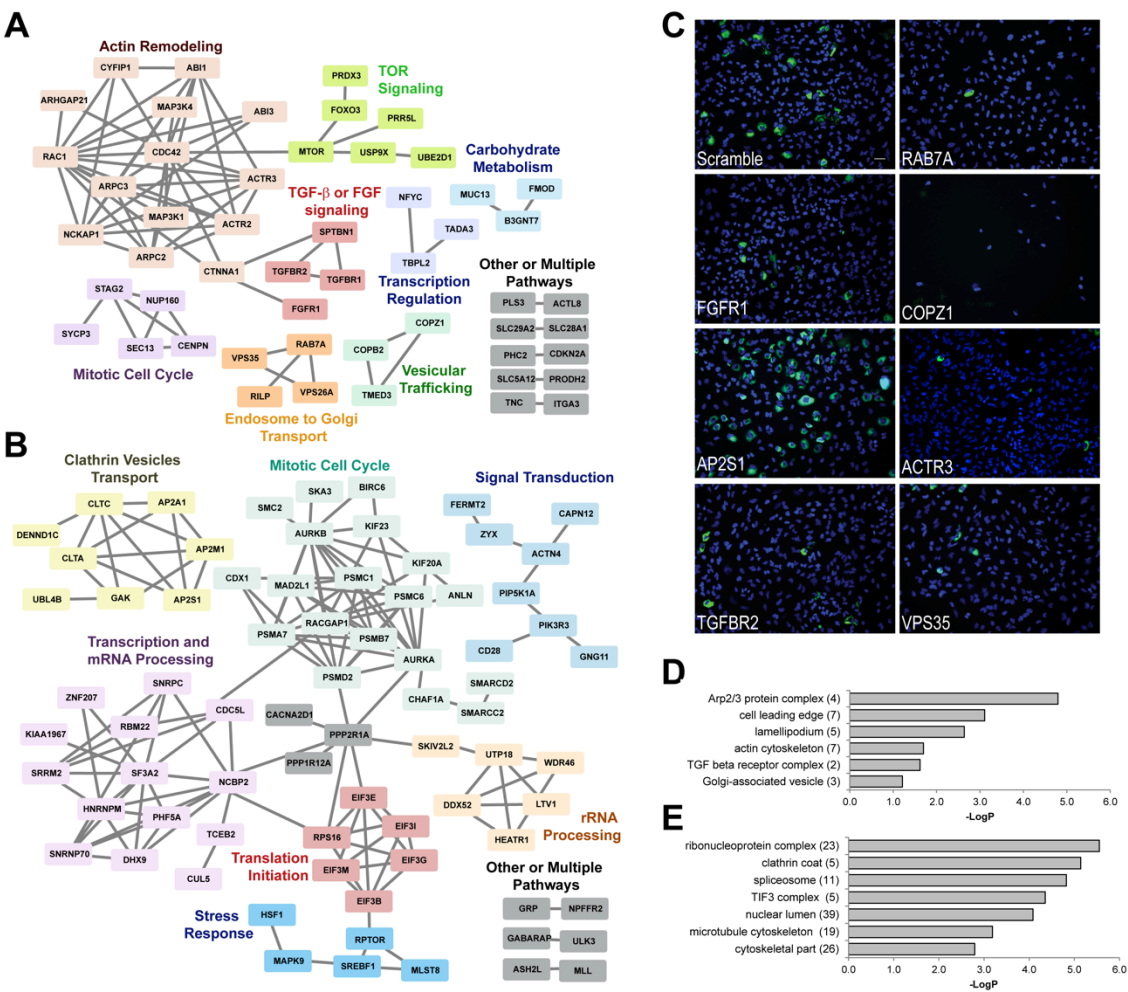 A
Actin Remodeling
CYFIP1
ABI1
ARHGAP21
MAP3K4
ABI3
RAC1
CDC42
ARPC3
ACTR3
MAP3K1
NCKAP1
ACTR2
ARPC2
CTNNA1
PRDX3
TOR
Signaling
FOXO3
PRR5L
MTOR
USP9X
UBE2D1
TGF-β or FGF
signaling
SPTBN1
TGFBR2
TGFBR1
FGFR1
NFYC
TADA3
TBPL2
Transcription
Regulation
Carbohydrate
Metabolism
MUC13
FMOD
B3GNT7
STAG2
NUP160
SYCP3
SEC13
CENPN
Mitotic Cell Cycle
VPS35
RAB7A
RILP
VPS26A
Endosome to Golgi
Transport
COPZ1
COPB2
Vesicular
Trafficking
TMED3
Other or Multiple
Pathways
PLS3
ACTL8
SLC29A2
SLC28A1
PHC2
CDKN2A
SLC5A12
PRODH2
TNC
ITGA3
B
Clathrin Vesicles
Transport
CLTC
AP2A1
DENND1C
CLTA
AP2M1
UBL4B
GAK
AP2S1
Mitotic Cell Cycle
SKA3
BIRC6
SMC2
AURKB
KIF23
KIF20A
CDX1
MAD2L1
PSMC1
PSMC6
ANLN
RACGAP1
PSMA7
PSMB7
AURKA
PSMD2
CHAF1A
SMARCD2
SMARCC2
Signal Transduction
FERMT2
CAPN12
ZYX
ACTN4
PIP5K1A
PIK3R3
CD28
GNG11
Transcription and
mRNA Processing
SNRPC
ZNF207
CDC5L
KIAA1967
RBM22
SRRM2
SF3A2
NCBP2
HNRNPM
PHF5A
TCEB2
SNRNP70
DHX9
CUL5
CACNA2D1
PPP2R1A
PPP1R12A
SKIV2L2
UTP18
WDR46
DDX52
LTV1
HEATR1
rRNA
Processing
EIF3E
RPS16
EIF3I
EIF3M
EIF3G
EIF3B
Translation
Initiation
Stress
Response
HSF1
RPTOR
MAPK9
SREBF1
MLST8
Other or Multiple
Pathways
GRP
NPFFR2
GABARAP
ULK3
ASH2L
MLL
C
Scramble
RAB7A
FGFR1
COPZ1
AP2S1
ACTR3
TGFBR2
VPS35
D
Arp2/3 protein complex (4)
cell leading edge (7)
lamellipodium (5)
actin cytoskeleton (7)
TGF beta receptor complex (2)
Golgi-associated vesicle (3)
0.0 1.0 2.0 3.0 4.0 5.0 6.0
-LogP
E
ribonucleoprotein complex (23)
clathrin coat (5)
spliceosome (11)
TIF3 complex (5)
nuclear lumen (39)
microtubule cytoskeleton (19)
cytoskeletal part (26)
0.0 1.0 2.0 3.0 4.0 5.0 6.0
-LogP